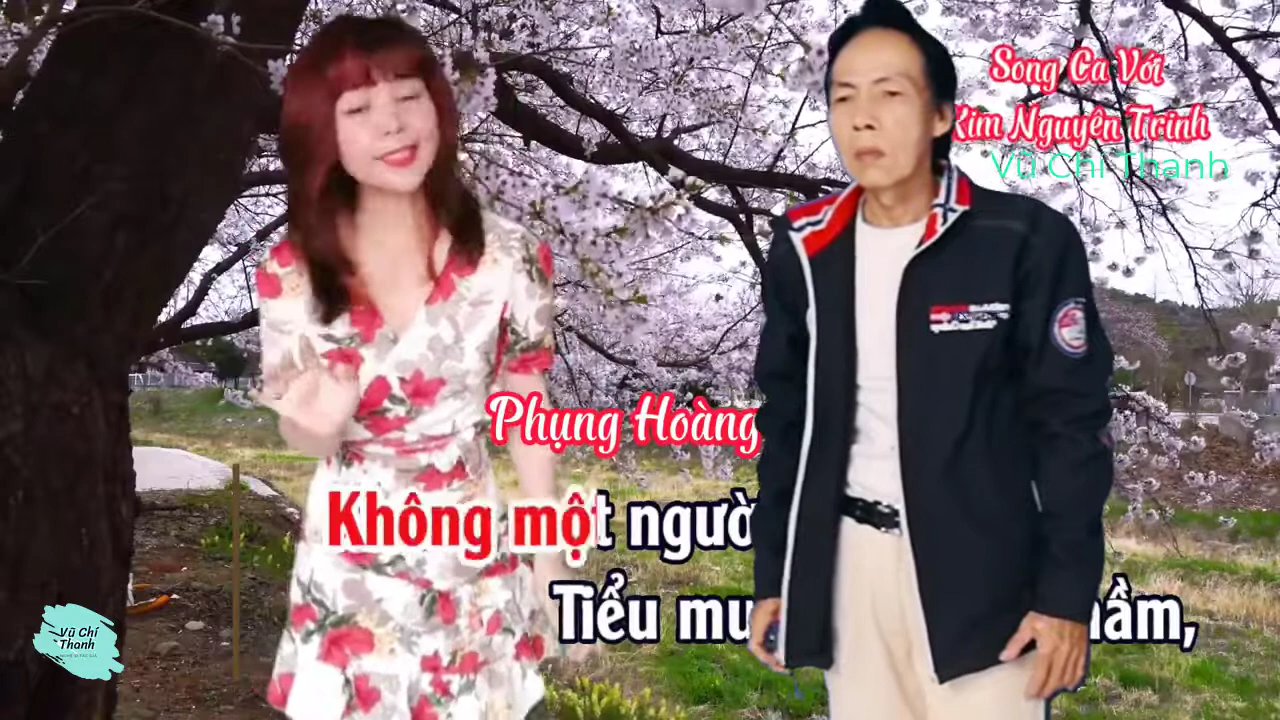 Song Ca Với
Kim Nguyên Trinh
Vũ Chí Thanh
Phụng Hoàng
Không một ngườ
Tiểu mu
hầm,
Vũ Chí
Thanh